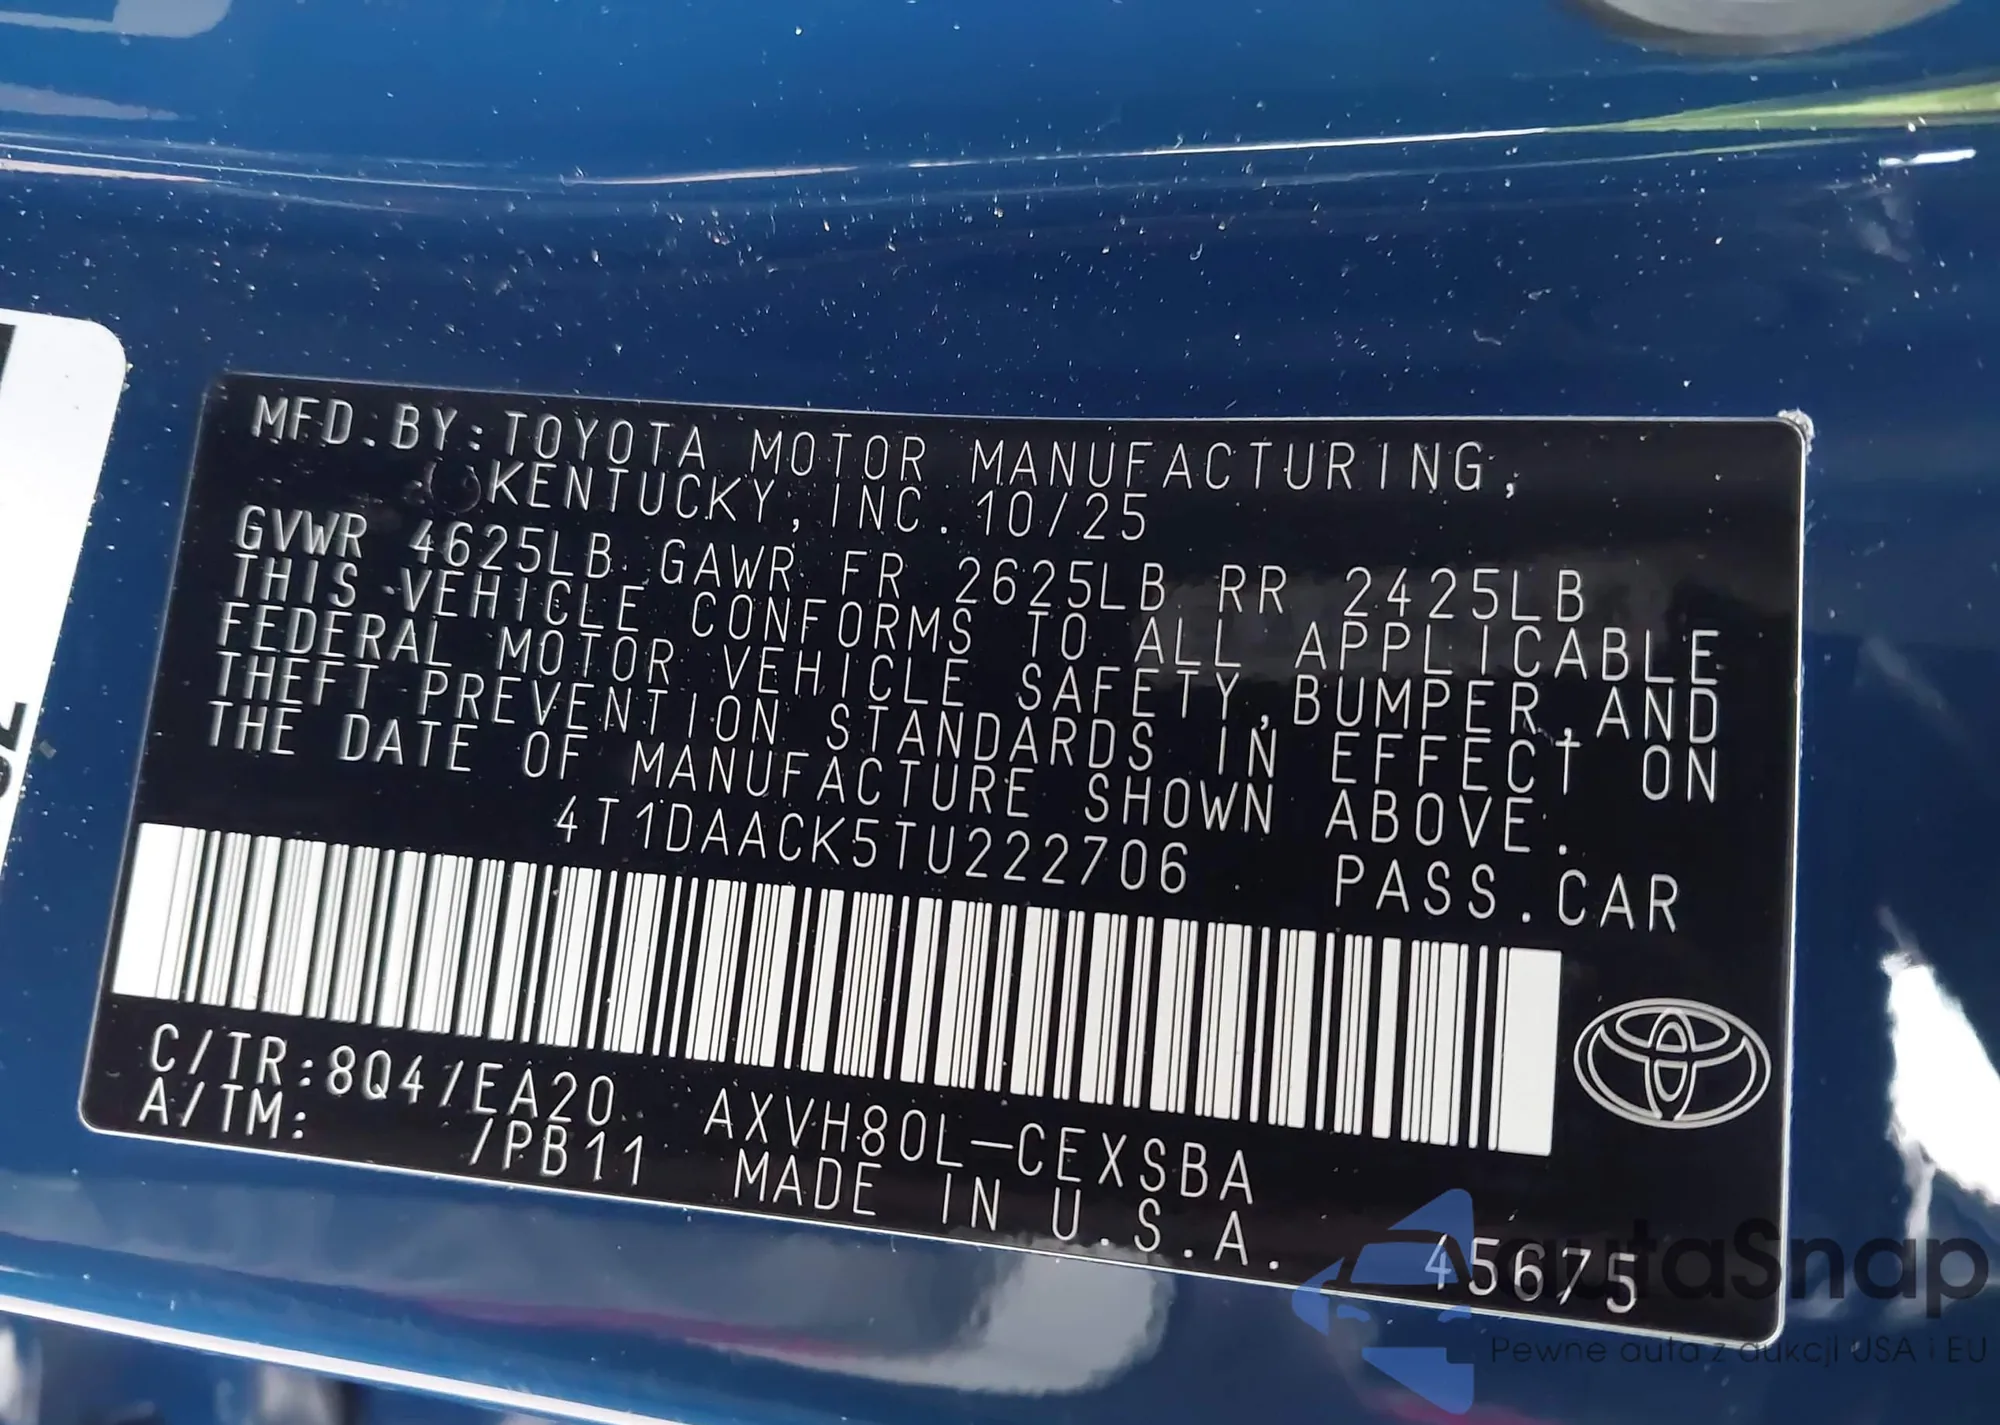 MFD.BY:TOYOTA MOTOR MANUFACTURING,
KENTUCKY, INC. 10/25
GVWR 4625LB GAWR FR 2625LB RR 2425LB
THIS VEHICLE CONFORMS TO ALL APPLICABLE
FEDERAL MOTOR VEHICLE SAFETY, BUMPER, AND
THEFT PREVENTION STANDARDS IN EFFECT ON
THE DATE OF MANUFACTURE SHOWN ABOVE.
4T1DAACK5TU222706 PASS.CAR
C/TR:8Q4/EA20 AXVH80L-CEXSBA
A/TM: /PB11 MADE IN U.S.A. 45675
autaSnap
Pewne auta z aukcji USA i EU